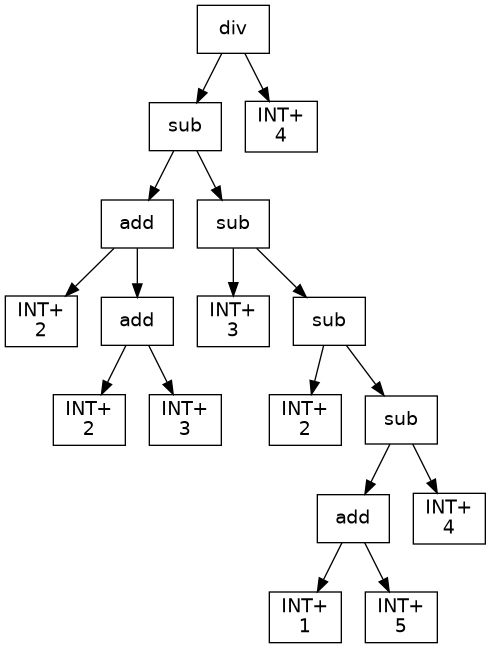 div
sub
INT+
4
add
sub
INT+
2
add
INT+
3
sub
INT+
2
INT+
3
INT+
2
sub
add
INT+
4
INT+
1
INT+
5